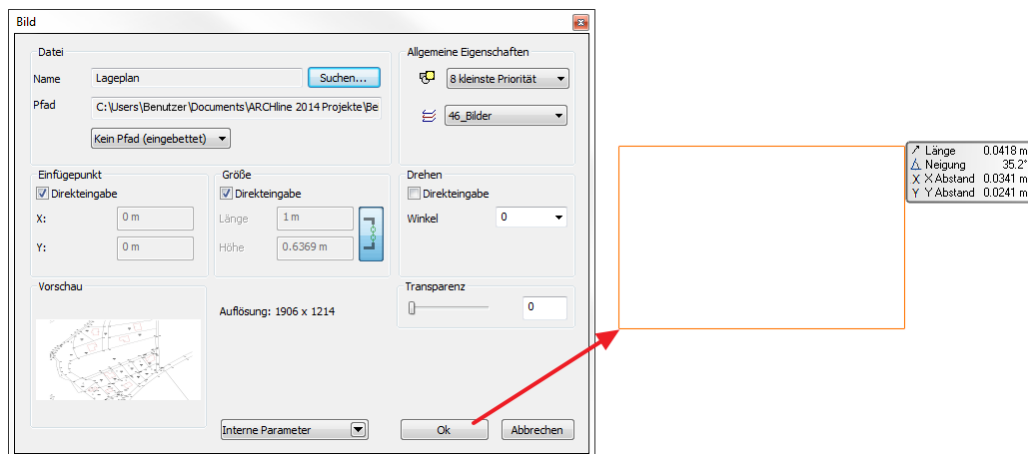 Bild
Datei
Name Lageplan Suchen...
Pfad C:\Users\Benutzer\Documents\ARCHline 2014 Projekte\Be
Kein Pfad (eingebettet)
Allgemeine Eigenschaften
8 kleinste Priorität
46_Bilder
Einfügepunkt
Direkteingabe
X: 0 m
Y: 0 m
Größe
Direkteingabe
Länge 1 m
Höhe 0.6369 m
Drehen
Direkteingabe
Winkel 0
Vorschau
Auflösung: 1906 x 1214
Transparenz
0
Interne Parameter
Ok
Abbrechen
Länge 0.0418 m
Neigung 35.2°
X X Abstand 0.0341 m
Y Y Abstand 0.0241 m